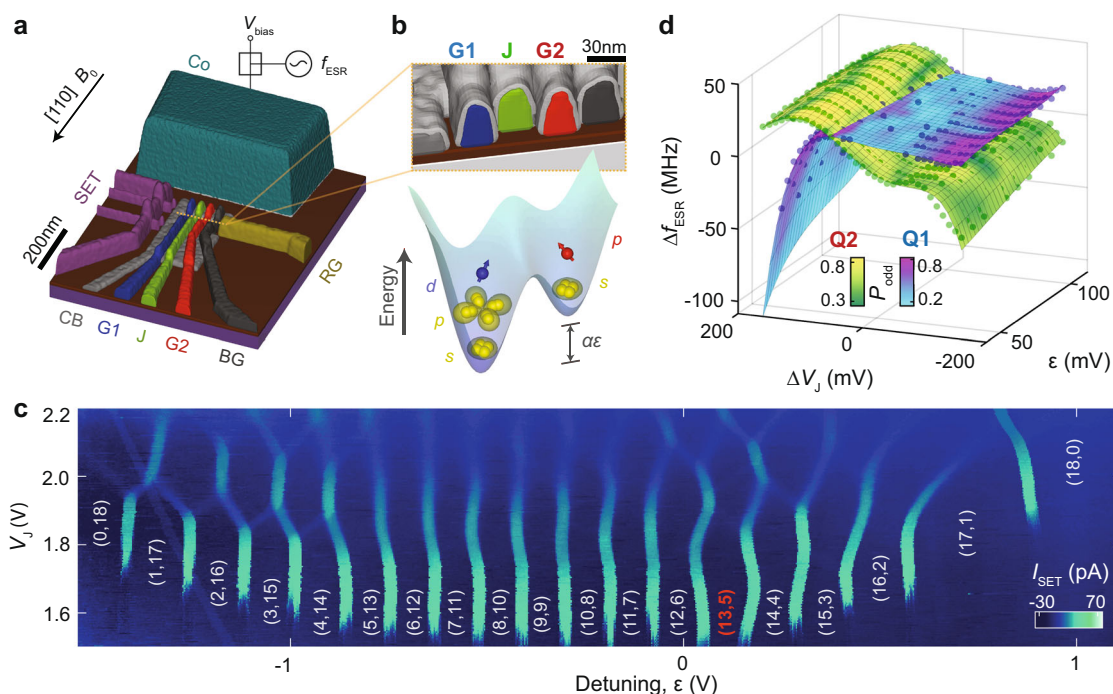 a
V_bias
f_ESR
Co
[110] B_0
SET
200nm
CB
G1
J
G2
BG
RG
b
G1
J
G2
30nm
Energy
d
p
s
p
s
αε
d
Δf_ESR (MHz)
50
0
-50
-100
200
0
-200
ΔV_J (mV)
50
100
ε (mV)
Q2
Q1
0.8
0.3
P_odd
0.8
0.2
c
V_J (V)
2.2
2.0
1.8
1.6
(0,18)
(1,17)
(2,16)
(3,15)
(4,14)
(5,13)
(6,12)
(7,11)
(8,10)
(9,9)
(10,8)
(11,7)
(12,6)
(13,5)
(14,4)
(15,3)
(16,2)
(17,1)
(18,0)
I_SET (pA)
-30 70
-1
0
1
Detuning, ε (V)